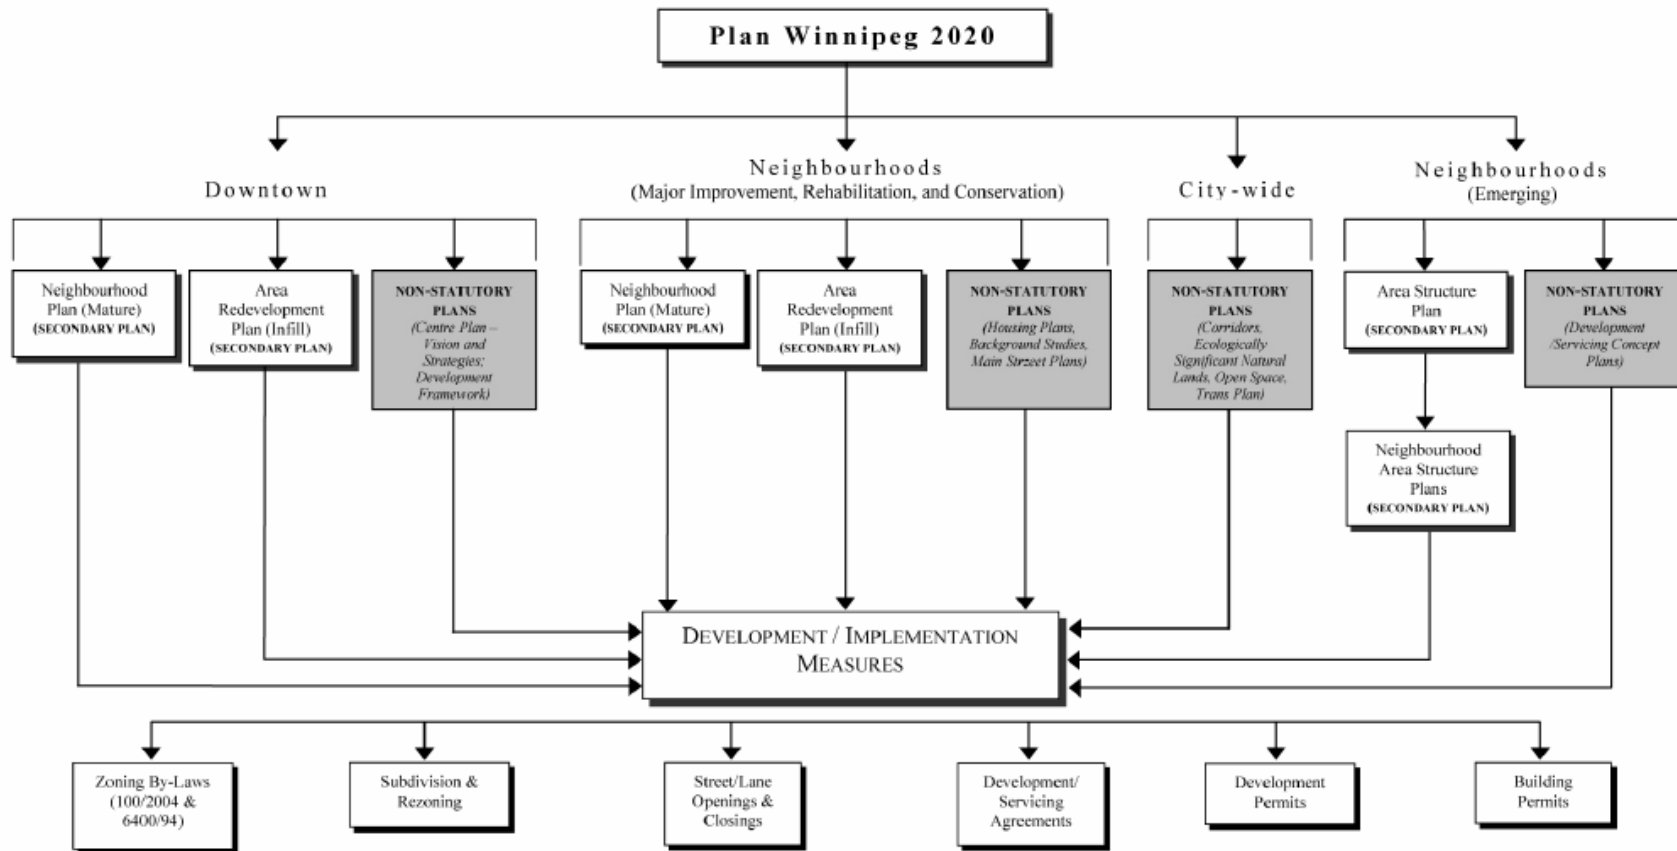 Plan Winnipeg 2020
Downtown
Neighbourhoods
(Major Improvement, Rehabilitation, and Conservation)
City-wide
Neighbourhoods
(Emerging)
Neighbourhood
Plan (Mature)
(SECONDARY PLAN)
Area
Redevelopment
Plan (Infill)
(SECONDARY PLAN)
NON-STATUTORY
PLANS
(Centre Plan –
Vision and
Strategies;
Development
Framework)
Neighbourhood
Plan (Mature)
(SECONDARY PLAN)
Area
Redevelopment
Plan (Infill)
(SECONDARY PLAN)
NON-STATUTORY
PLANS
(Housing Plans,
Background Studies,
Main Street Plans)
NON-STATUTORY
PLANS
(Corridors,
Ecologically
Significant Natural
Lands, Open Space,
Trans Plan)
Area Structure
Plan
(SECONDARY PLAN)
NON-STATUTORY
PLANS
(Development
/Servicing Concept
Plans)
Neighbourhood
Area Structure
Plans
(SECONDARY PLAN)
DEVELOPMENT / IMPLEMENTATION
MEASURES
Zoning By-Laws
(100/2004 &
6400/94)
Subdivision &
Rezoning
Street/Lane
Openings &
Closings
Development/
Servicing
Agreements
Development
Permits
Building
Permits